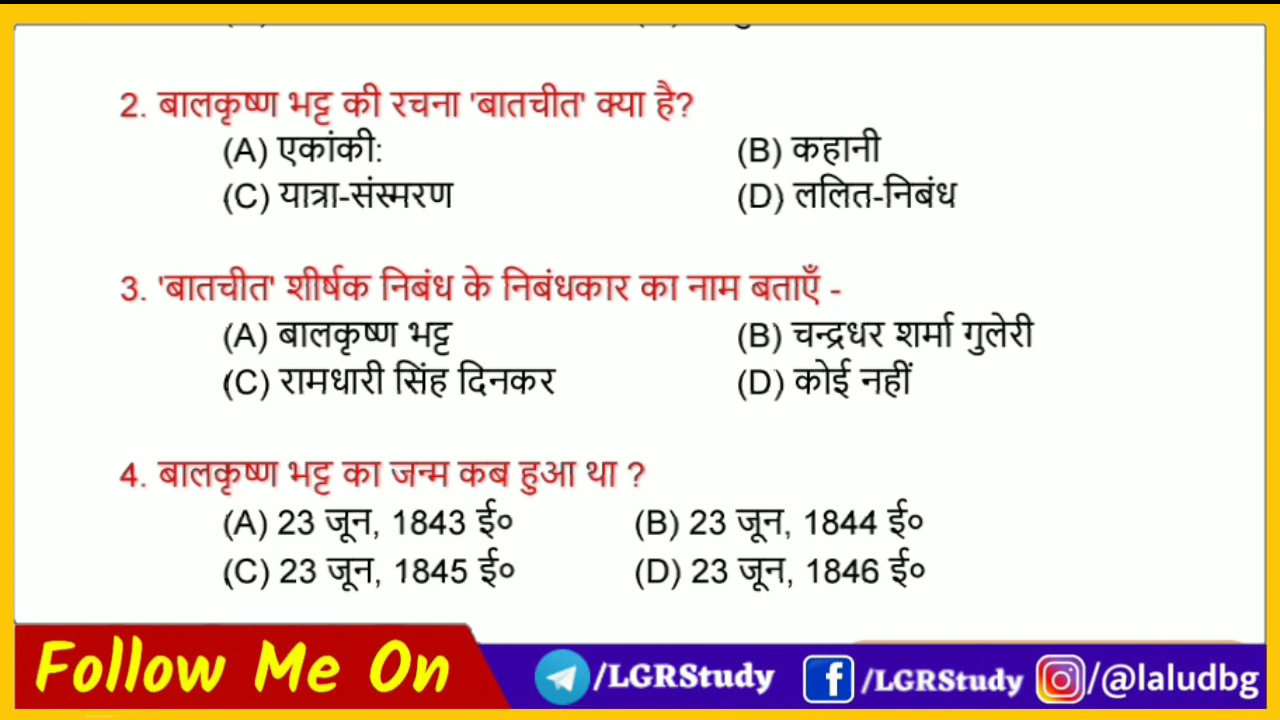 2. बालकृष्ण भट्ट की रचना 'बातचीत' क्या है?
(A) एकांकी: (B) कहानी
(C) यात्रा-संस्मरण (D) ललित-निबंध
3. 'बातचीत' शीर्षक निबंध के निबंधकार का नाम बताएँ -
(A) बालकृष्ण भट्ट (B) चन्द्रधर शर्मा गुलेरी
(C) रामधारी सिंह दिनकर (D) कोई नहीं
4. बालकृष्ण भट्ट का जन्म कब हुआ था ?
(A) 23 जून, 1843 ई० (B) 23 जून, 1844 ई०
(C) 23 जून, 1845 ई० (D) 23 जून, 1846 ई०
Follow Me On /LGRStudy /LGRStudy /@laludbg